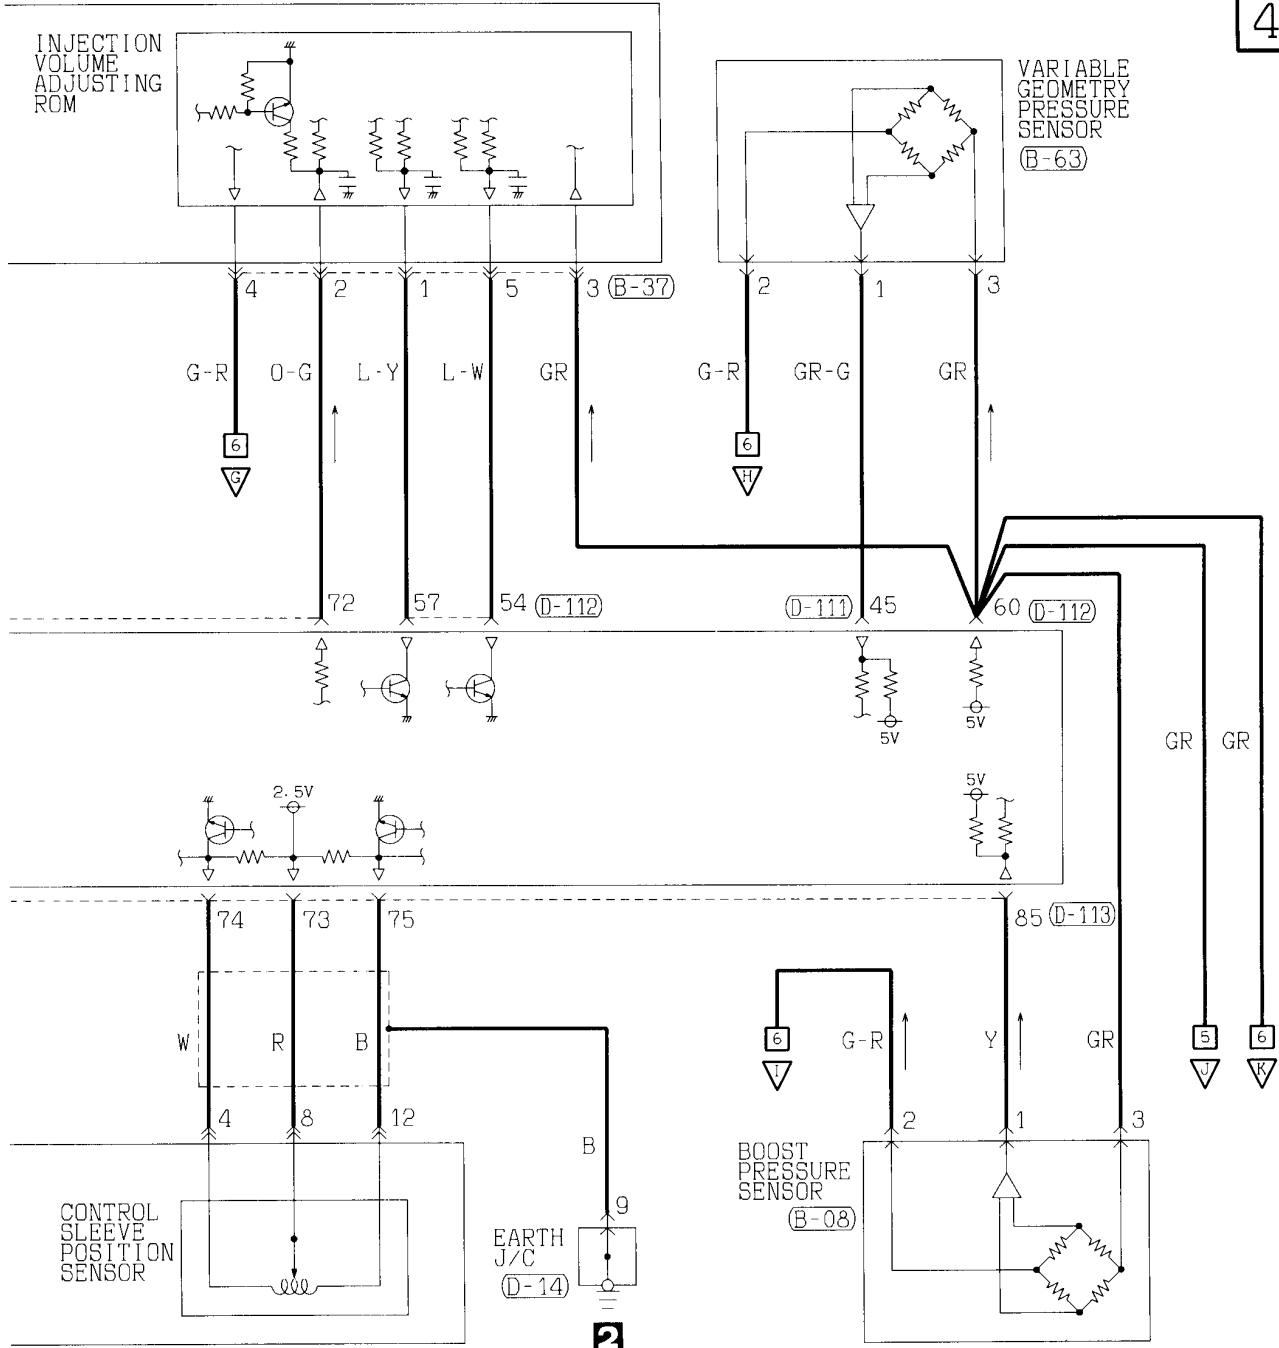 4
INJECTION
VOLUME
ADJUSTING
ROM
VARIABLE
GEOMETRY
PRESSURE
SENSOR
B-63
4 2 1 5 3 B-37
2 1 3
G-R O-G L-Y L-W GR
G-R GR-G GR
6
G
6
H
72 57 54 D-112
D-111 45 60 D-112
5V
5V
GR GR
2.5V
5V
74 73 75
85 D-113
W R B
6
I
G-R Y GR
5
J
6
K
4 8 12
2 1 3
B
BOOST
PRESSURE
SENSOR
B-08
CONTROL
SLEEVE
POSITION
SENSOR
9
EARTH
J/C
D-14
2